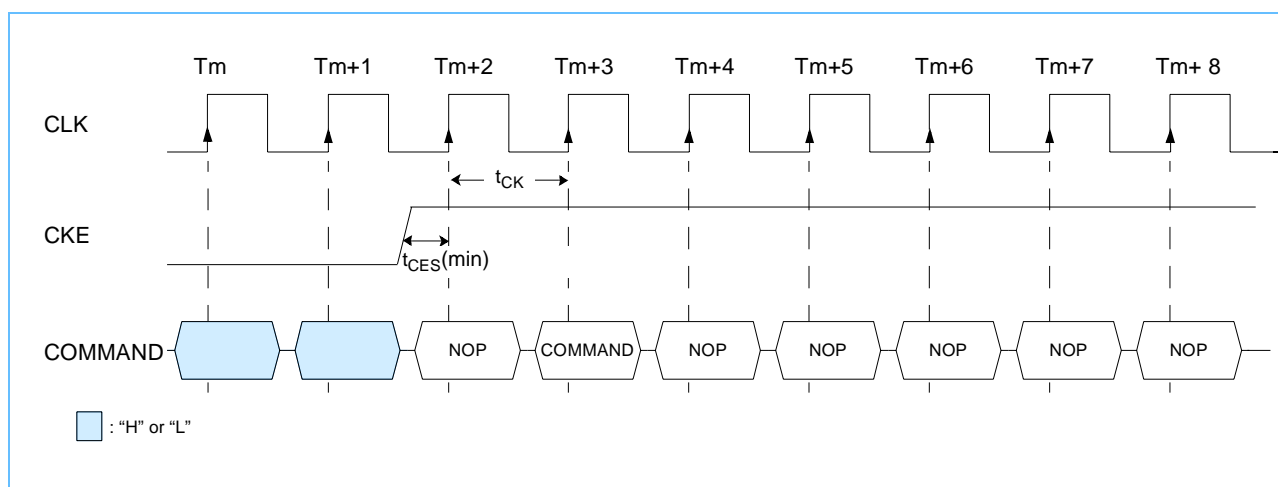 Tm Tm+1 Tm+2 Tm+3 Tm+4 Tm+5 Tm+6 Tm+7 Tm+ 8
CLK
tCK
CKE
tCES(min)
COMMAND NOP COMMAND NOP NOP NOP NOP NOP
: “H” or “L”